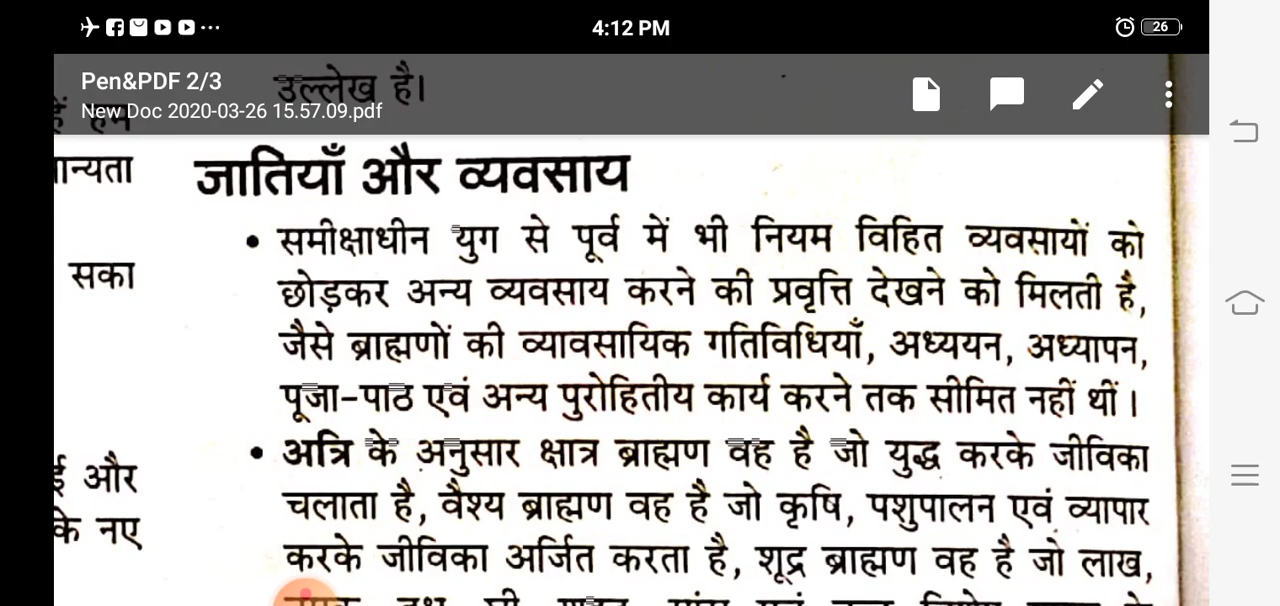 4:12 PM
26
उल्लेख है।
Pen&PDF 2/3
New Doc 2020-03-26 15.57.09.pdf
हम
ान्यता
जातियाँ और व्यवसाय
• समीक्षाधीन युग से पूर्व में भी नियम विहित व्यवसायों को
सका
छोड़कर अन्य व्यवसाय करने की प्रवृत्ति देखने को मिलती है,
जैसे ब्राह्मणों की व्यावसायिक गतिविधियाँ, अध्ययन, अध्यापन,
पूजा-पाठ एवं अन्य पुरोहितीय कार्य करने तक सीमित नहीं थीं।
• अत्रि के अनुसार क्षात्र ब्राह्मण वह है जो युद्ध करके जीविका
ई और
चलाता है, वैश्य ब्राह्मण वह है जो कृषि, पशुपालन एवं व्यापार
के नए
करके जीविका अर्जित करता है, शूद्र ब्राह्मण वह है जो लाख,